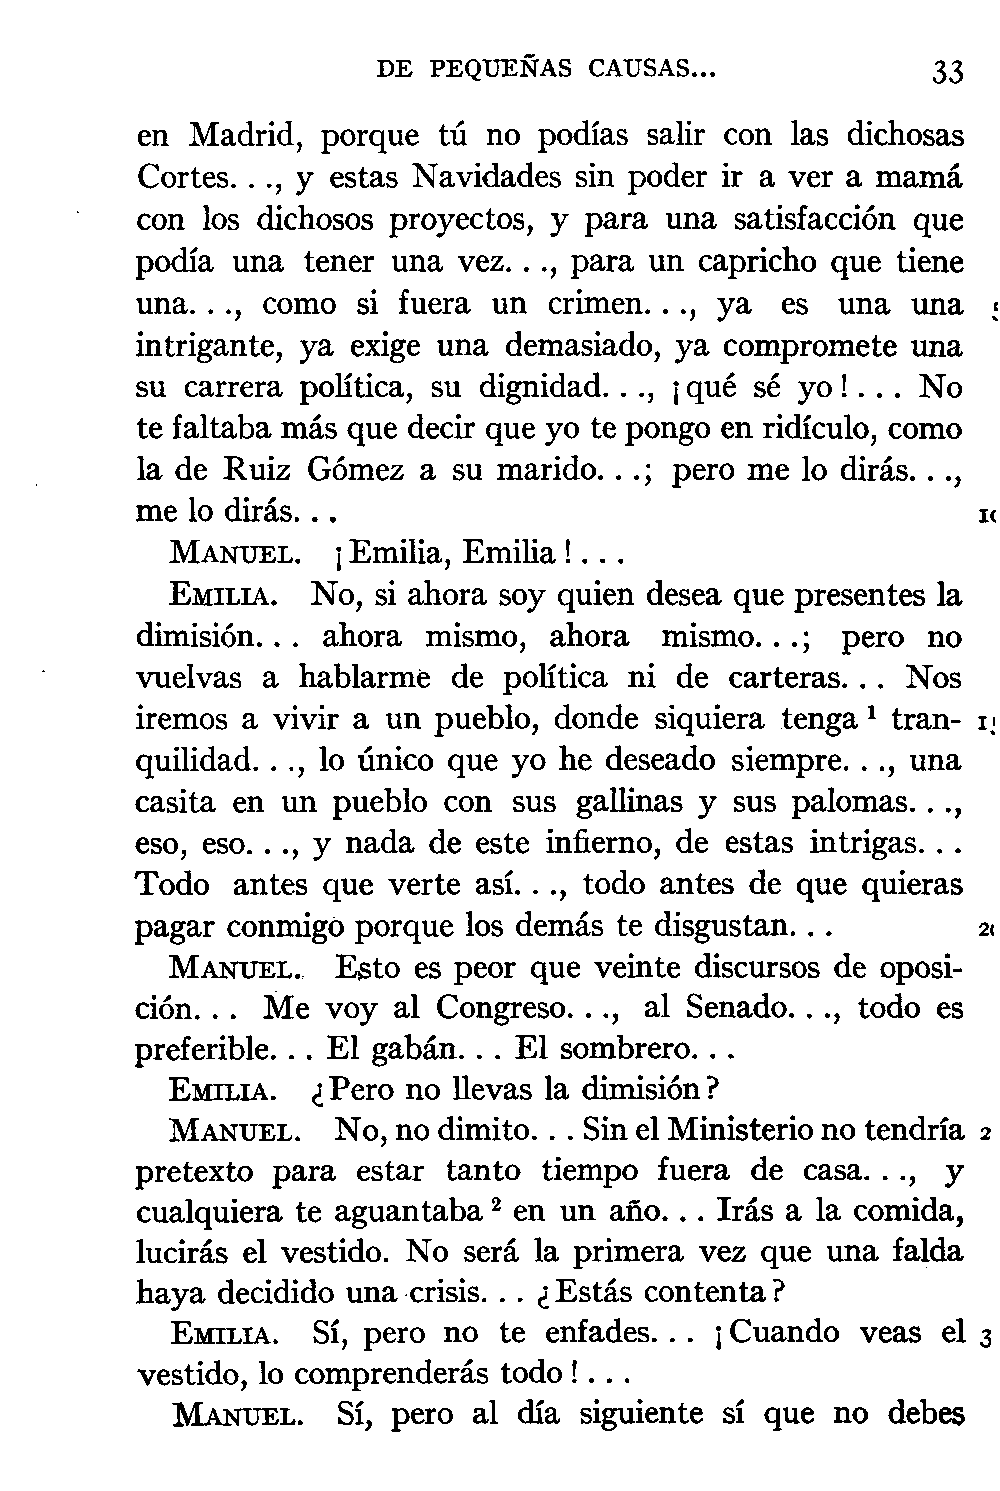 DE PEQUEÑAS CAUSAS... 33
en Madrid, porque tú no podías salir con las dichosas
Cortes. . ., y estas Navidades sin poder ir a ver a mamá
con los dichosos proyectos, y para una satisfacción que
podía una tener una vez. . ., para un capricho que tiene
una. . ., como si fuera un crimen. . ., ya es una una
intrigante, ya exige una demasiado, ya compromete una
su carrera política, su dignidad. . ., ¡qué sé yo!. . . No
te faltaba más que decir que yo te pongo en ridículo, como
la de Ruiz Gómez a su marido. . .; pero me lo dirás. . .,
me lo dirás. . .
MANUEL. ¡Emilia, Emilia!. . .
EMILIA. No, si ahora soy quien desea que presentes la
dimisión. . . ahora mismo, ahora mismo. . .; pero no
vuelvas a hablarme de política ni de carteras. . . Nos
iremos a vivir a un pueblo, donde siquiera tenga ¹ tran-
quilidad. . ., lo único que yo he deseado siempre. . ., una
casita en un pueblo con sus gallinas y sus palomas. . .,
eso, eso. . ., y nada de este infierno, de estas intrigas. . .
Todo antes que verte así. . ., todo antes de que quieras
pagar conmigo porque los demás te disgustan. . .
MANUEL. Esto es peor que veinte discursos de oposi-
ción. . . Me voy al Congreso. . ., al Senado. . ., todo es
preferible. . . El gabán. . . El sombrero. . .
EMILIA. ¿Pero no llevas la dimisión?
MANUEL. No, no dimito. . . Sin el Ministerio no tendría 2
pretexto para estar tanto tiempo fuera de casa. . ., y
cualquiera te aguantaba ² en un año. . . Irás a la comida,
lucirás el vestido. No será la primera vez que una falda
haya decidido una crisis. . . ¿Estás contenta?
EMILIA. Sí, pero no te enfades. . . ¡Cuando veas el 3
vestido, lo comprenderás todo!. . .
MANUEL. Sí, pero al día siguiente sí que no debes